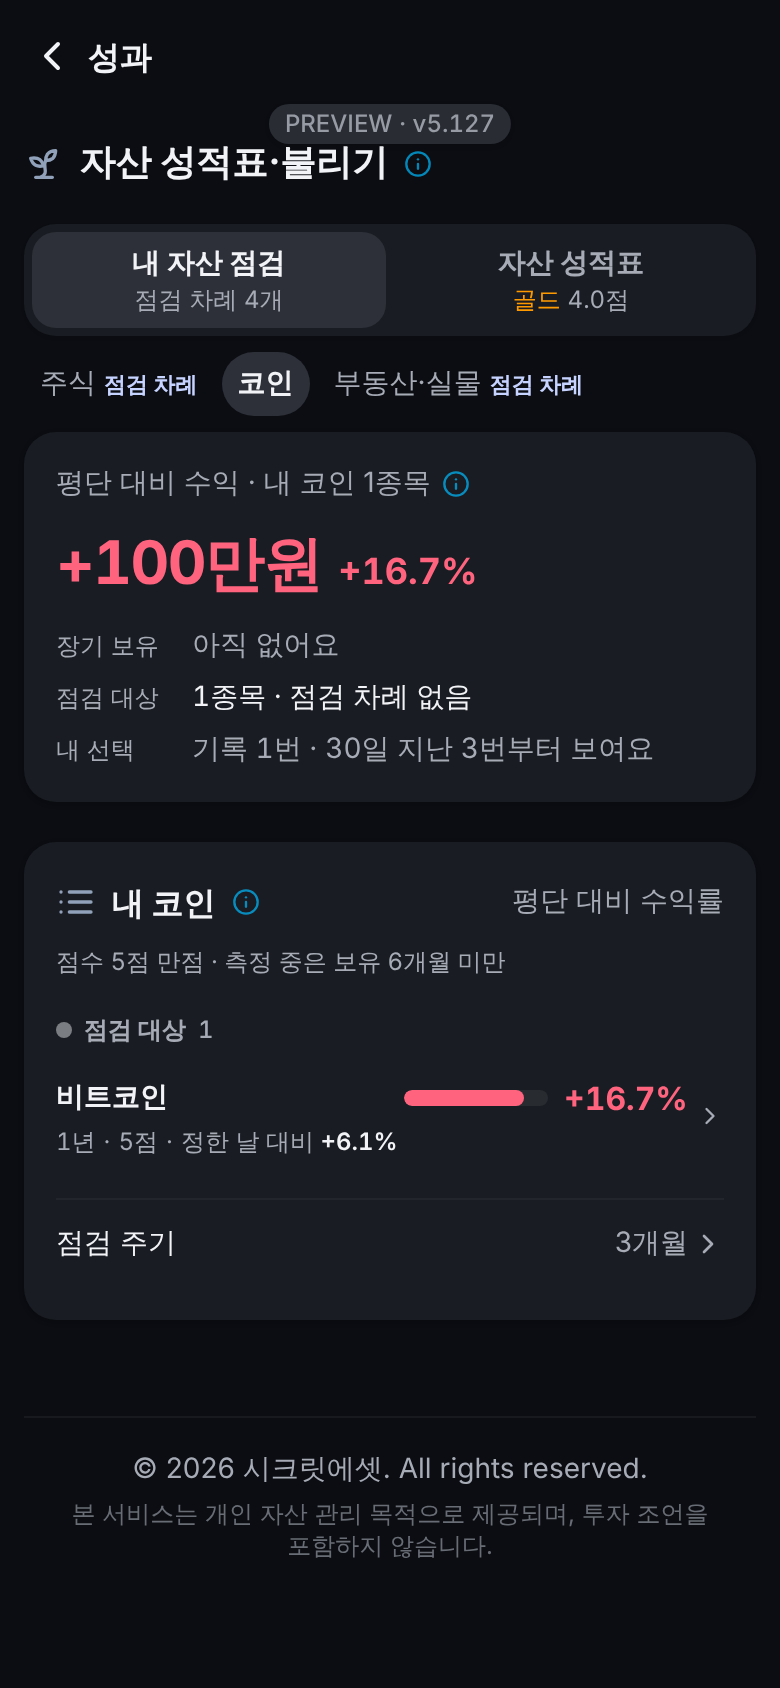 성과
PREVIEW · v5.127
자산 성적표·불리기
내 자산 점검
점검 차례 4개
자산 성적표
골드 4.0점
주식 점검 차례
코인
부동산·실물 점검 차례
평단 대비 수익 · 내 코인 1종목
+100만원 +16.7%
장기 보유 아직 없어요
점검 대상 1종목 · 점검 차례 없음
내 선택 기록 1번 · 30일 지난 3번부터 보여요
내 코인
평단 대비 수익률
점수 5점 만점 · 측정 중은 보유 6개월 미만
점검 대상 1
비트코인
+16.7%
1년 · 5점 · 정한 날 대비 +6.1%
점검 주기
3개월
© 2026 시크릿에셋. All rights reserved.
본 서비스는 개인 자산 관리 목적으로 제공되며, 투자 조언을
포함하지 않습니다.